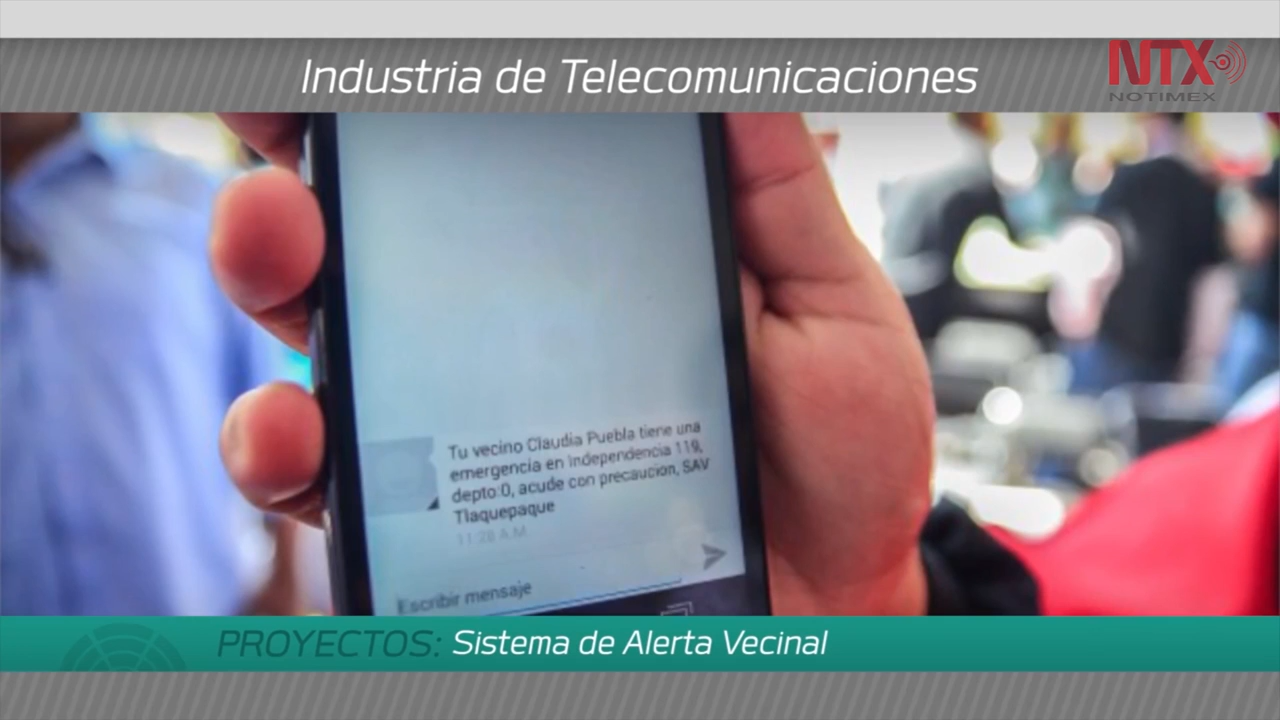 Industria de Telecomunicaciones
NTX
NOTIMEX
Tu vecino Claudia Puebla tiene una
emergencia en Independencia 119,
depto:0, acude con precaucion, SAV
Tlaquepaque
11:20 A.M.
Escribir mensaje
PROYECTOS: Sistema de Alerta Vecinal